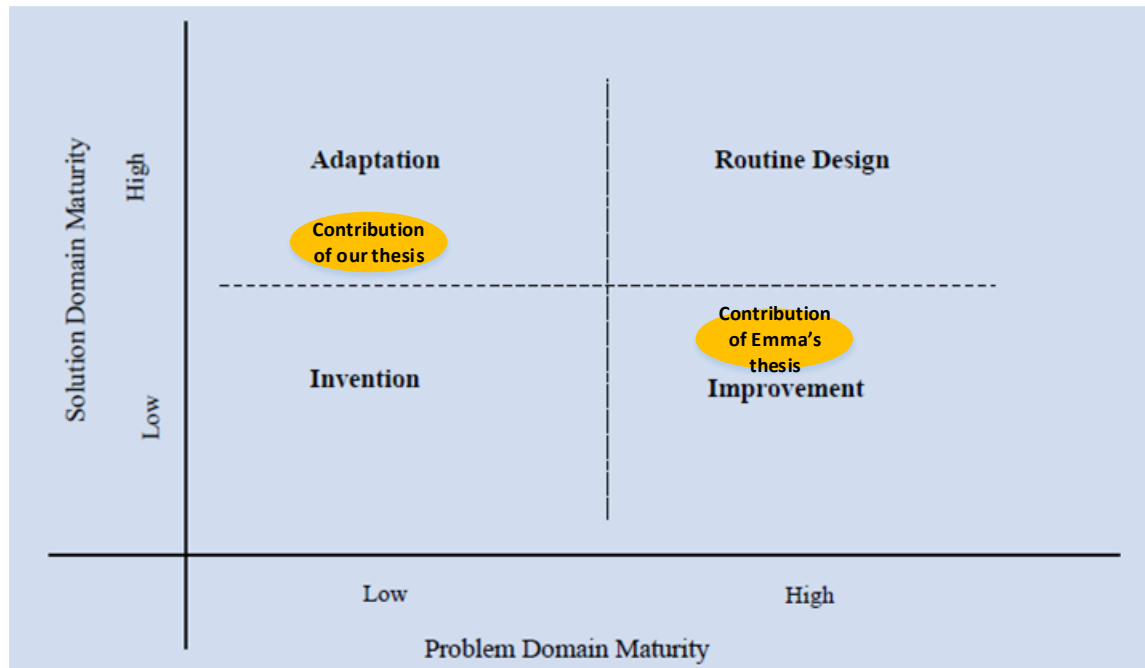 Solution Domain Maturity
High
Low
Adaptation
Routine Design
Contribution
of our thesis
Contribution
of Emma’s
thesis
Invention
Improvement
Low
High
Problem Domain Maturity